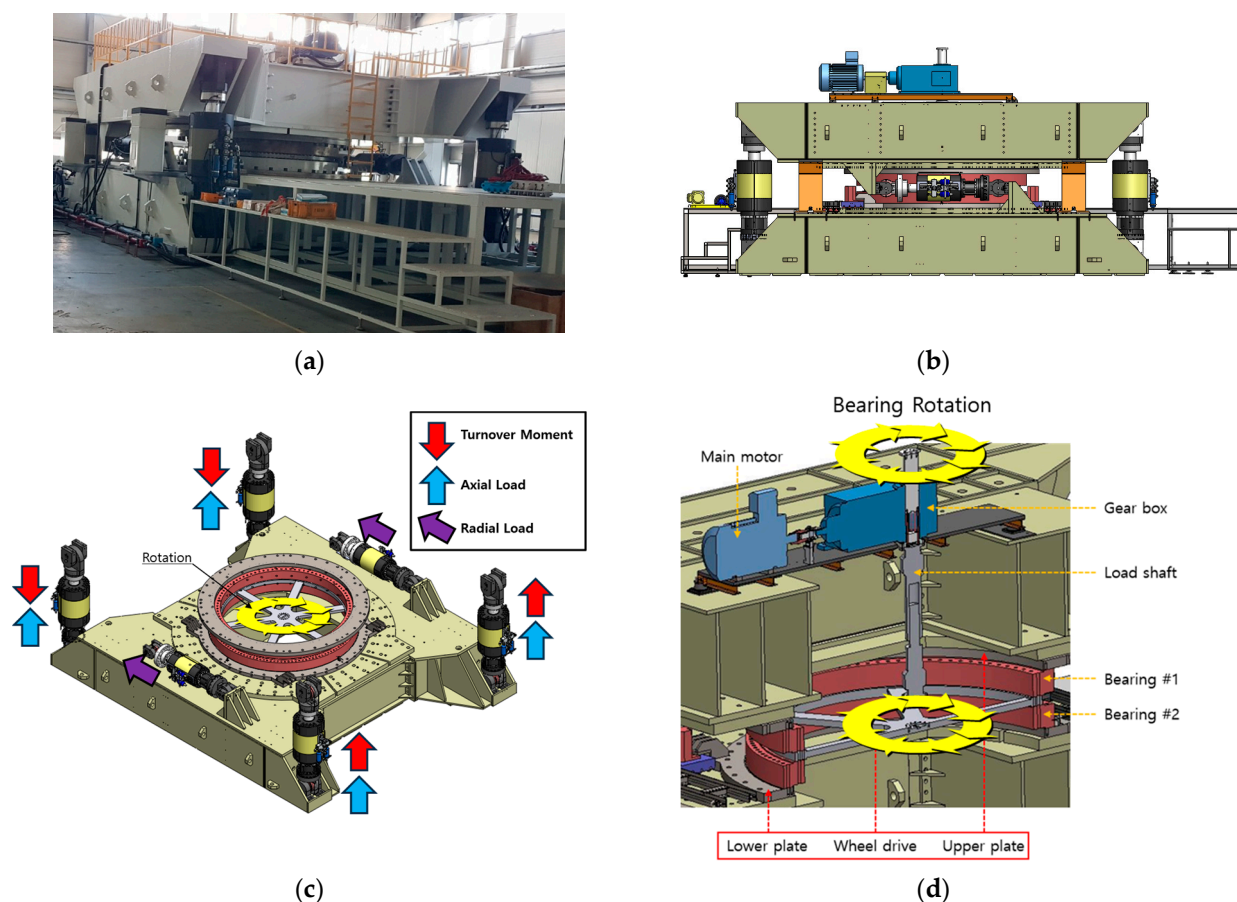 (a)
(b)
Turnover Moment
Axial Load
Radial Load
Rotation
(c)
Bearing Rotation
Main motor
Gear box
Load shaft
Bearing #1
Bearing #2
Lower plate
Wheel drive
Upper plate
(d)